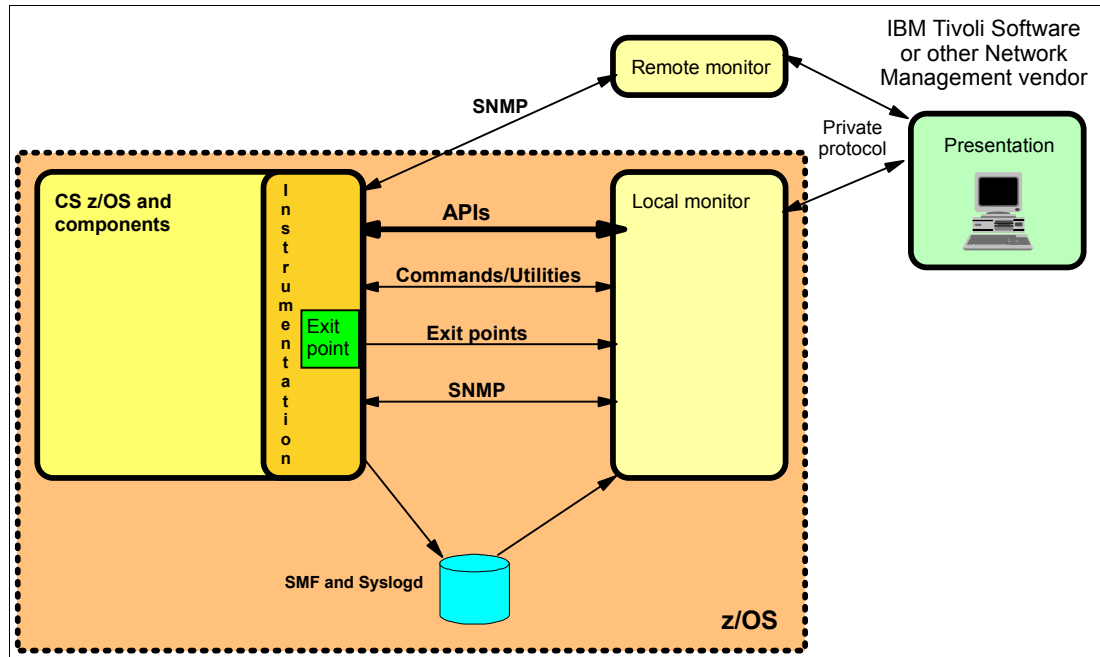 IBM Tivoli Software
or other Network
Management vendor
Remote monitor
SNMP
Private
protocol
Presentation
CS z/OS and
components
Instrumentation
Local monitor
APIs
Commands/Utilities
Exit
point
Exit points
SNMP
SMF and Syslogd
z/OS